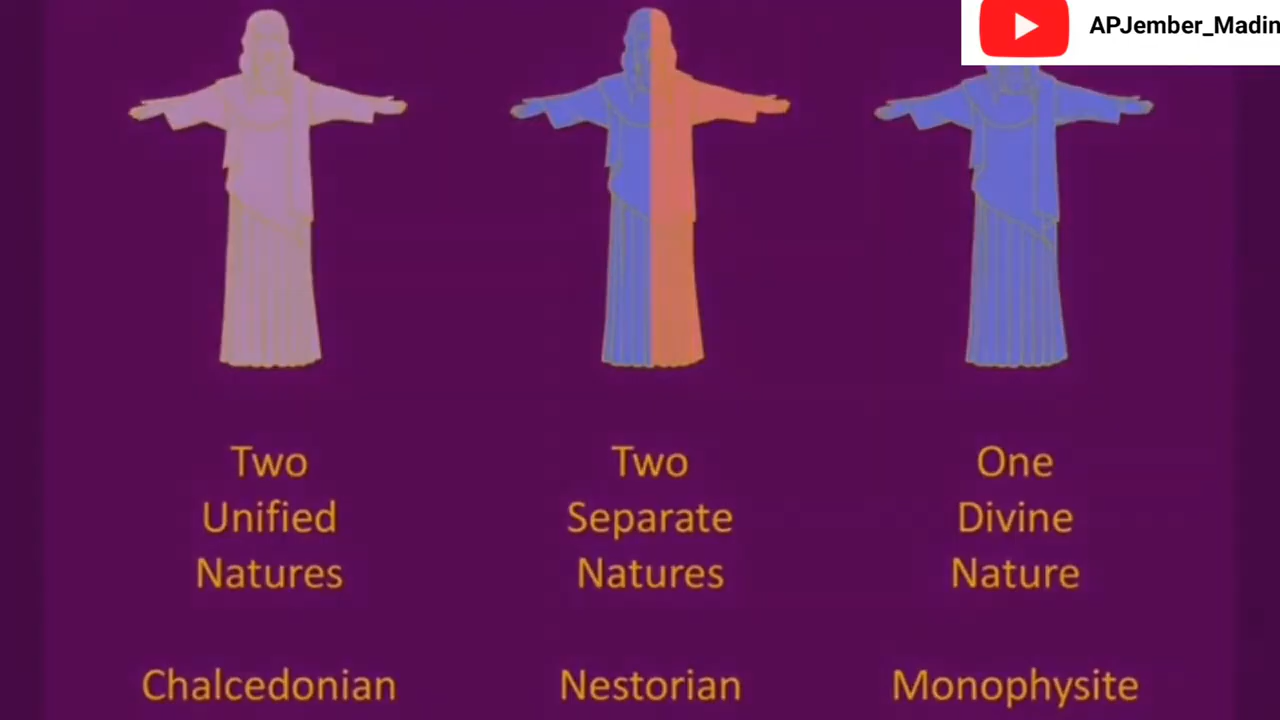 APJember_Madin
Two
Unified
Natures
Two
Separate
Natures
One
Divine
Nature
Chalcedonian
Nestorian
Monophysite